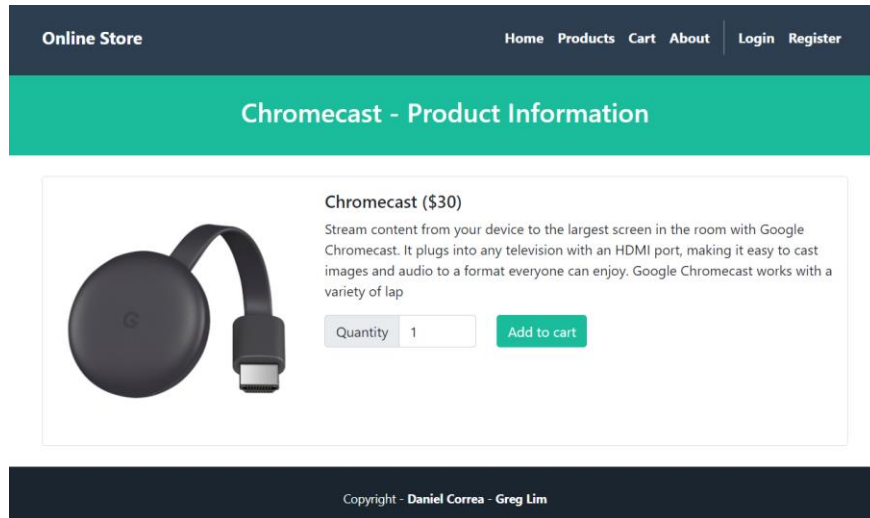 Online Store
Home Products Cart About Login Register
Chromecast - Product Information
Chromecast ($30)
Stream content from your device to the largest screen in the room with Google
Chromecast. It plugs into any television with an HDMI port, making it easy to cast
images and audio to a format everyone can enjoy. Google Chromecast works with a
variety of lap
Quantity 1 Add to cart
G
Copyright - Daniel Correa - Greg Lim